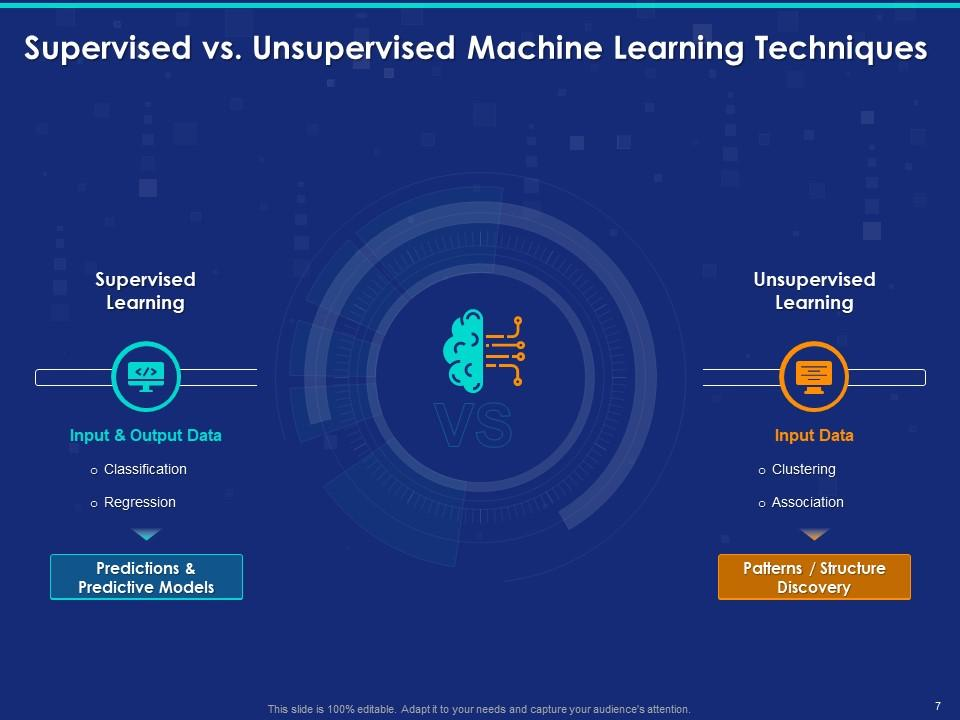 Supervised vs. Unsupervised Machine Learning Techniques
Supervised
Learning
</>
Input & Output Data
o Classification
o Regression
Predictions &
Predictive Models
VS
Unsupervised
Learning
Input Data
o Clustering
o Association
Patterns / Structure
Discovery
This slide is 100% editable. Adapt it to your needs and capture your audience's attention.
7